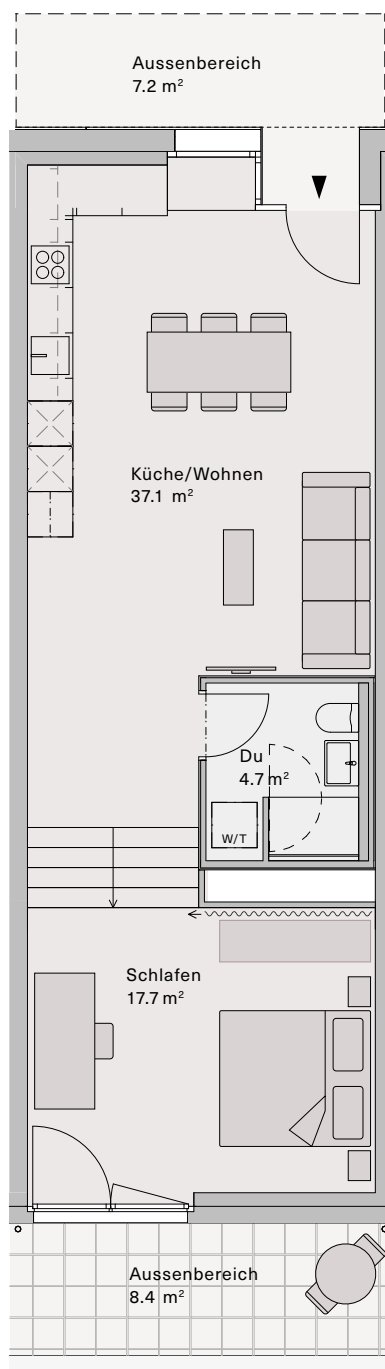 Aussenbereich
7.2 m²
Küche/Wohnen
37.1 m²
Du
4.7 m²
W/T
Schlafen
17.7 m²
Aussenbereich
8.4 m²